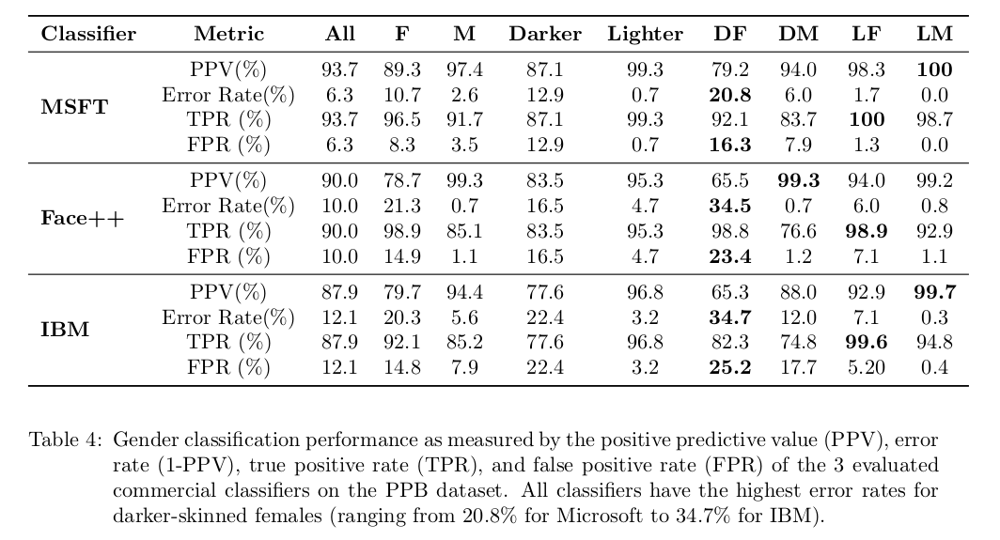 Classifier Metric All F M Darker Lighter DF DM LF LM
PPV(%) 93.7 89.3 97.4 87.1 99.3 79.2 94.0 98.3 100
MSFT Error Rate(%) 6.3 10.7 2.6 12.9 0.7 20.8 6.0 1.7 0.0
TPR (%) 93.7 96.5 91.7 87.1 99.3 92.1 83.7 100 98.7
FPR (%) 6.3 8.3 3.5 12.9 0.7 16.3 7.9 1.3 0.0
PPV(%) 90.0 78.7 99.3 83.5 95.3 65.5 99.3 94.0 99.2
Face++ Error Rate(%) 10.0 21.3 0.7 16.5 4.7 34.5 0.7 6.0 0.8
TPR (%) 90.0 98.9 85.1 83.5 95.3 98.8 76.6 98.9 92.9
FPR (%) 10.0 14.9 1.1 16.5 4.7 23.4 1.2 7.1 1.1
PPV(%) 87.9 79.7 94.4 77.6 96.8 65.3 88.0 92.9 99.7
IBM Error Rate(%) 12.1 20.3 5.6 22.4 3.2 34.7 12.0 7.1 0.3
TPR (%) 87.9 92.1 85.2 77.6 96.8 82.3 74.8 99.6 94.8
FPR (%) 12.1 14.8 7.9 22.4 3.2 25.2 17.7 5.20 0.4
Table 4: Gender classification performance as measured by the positive predictive value (PPV), error
rate (1-PPV), true positive rate (TPR), and false positive rate (FPR) of the 3 evaluated
commercial classifiers on the PPB dataset. All classifiers have the highest error rates for
darker-skinned females (ranging from 20.8% for Microsoft to 34.7% for IBM).